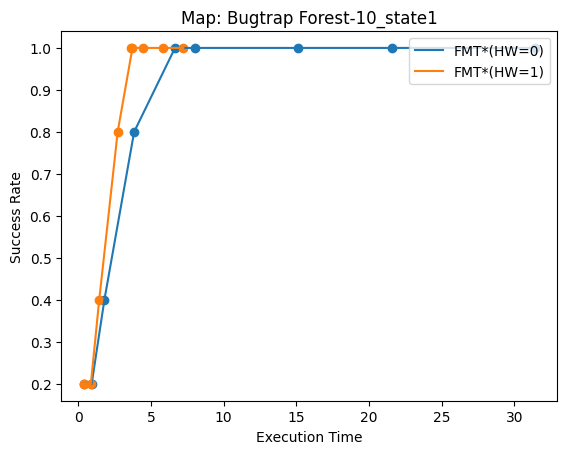 Map: Bugtrap Forest-10_state1
FMT*(HW=0)
FMT*(HW=1)
1.0
0.9
0.8
0.7
0.6
0.5
0.4
0.3
0.2
Success Rate
0 5 10 15 20 25 30
Execution Time